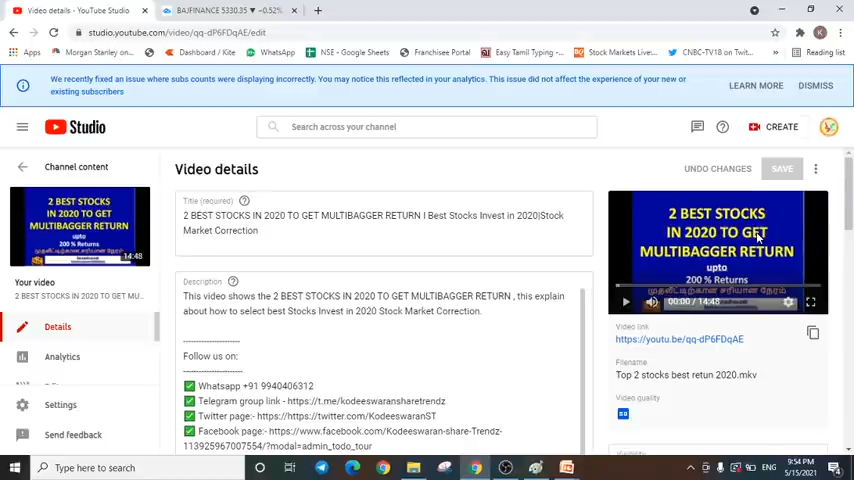 Video details - YouTube Studio
BAJFINANCE 5330.35 ▼ -0.52%
studio.youtube.com/video/qq-dP6FDqAE/edit
Apps
Morgan Stanley on...
Dashboard / Kite
WhatsApp
NSE - Google Sheets
Franchisee Portal
Easy Tamil Typing -...
Stock Markets Live...
CNBC-TV18 on Twit...
Reading list
We recently fixed an issue where subs counts were displaying incorrectly. You may notice this reflected in your analytics. This issue did not affect the experience of your new or
existing subscribers
LEARN MORE
DISMISS
Studio
Search across your channel
CREATE
Channel content
Video details
UNDO CHANGES
SAVE
2 BEST STOCKS
IN 2020 TO GET
MULTIBAGGER RETURN
upto
200 % Returns
14:48
Your video
2 BEST STOCKS IN 2020 TO GET MU...
Details
Analytics
Settings
Send feedback
Title (required)
2 BEST STOCKS IN 2020 TO GET MULTIBAGGER RETURN I Best Stocks Invest in 2020|Stock
Market Correction
Description
This video shows the 2 BEST STOCKS IN 2020 TO GET MULTIBAGGER RETURN , this explain
about how to select best Stocks Invest in 2020 Stock Market Correction.
---------------------
Follow us on:
---------------------
✅ Whatsapp +91 9940406312
✅ Telegram group link - https://t.me/kodeeswaransharetrendz
✅ Twitter page:- https://https://twitter.com/KodeeswaranST
✅ Facebook page:- https://www.facebook.com/Kodeeswaran-share-Trendz-
113925967007554/?modal=admin_todo_tour
2 BEST STOCKS
IN 2020 TO GET
MULTIBAGGER RETURN
upto
200 % Returns
முதலீட்டிற்கான சரியான நேரம்
00:00 / 14:48
Video link
https://youtu.be/qq-dP6FDqAE
Filename
Top 2 stocks best retun 2020.mkv
Video quality
Type here to search
ENG
9:54 PM
5/15/2021